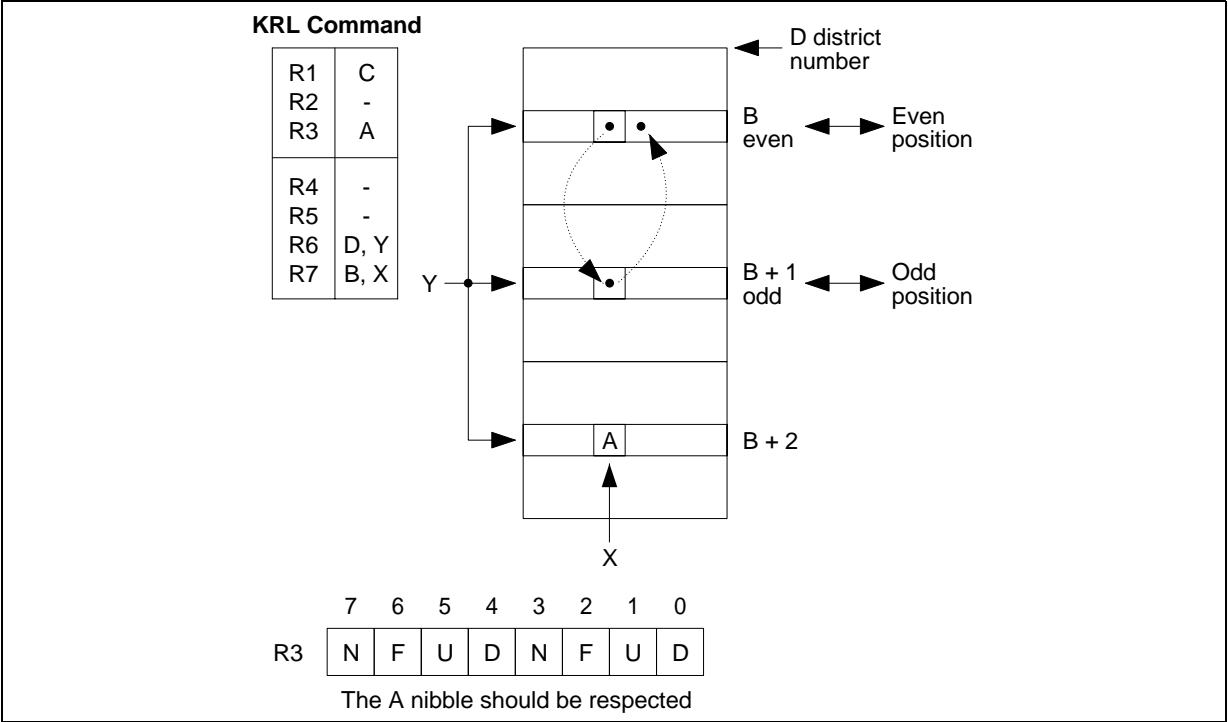 KRL Command
R1 C
R2 -
R3 A
R4 -
R5 -
R6 D, Y
R7 B, X
D district
number
B
even
Even
position
Y
B + 1
odd
Odd
position
A
B + 2
X
7 6 5 4 3 2 1 0
R3 N F U D N F U D
The A nibble should be respected